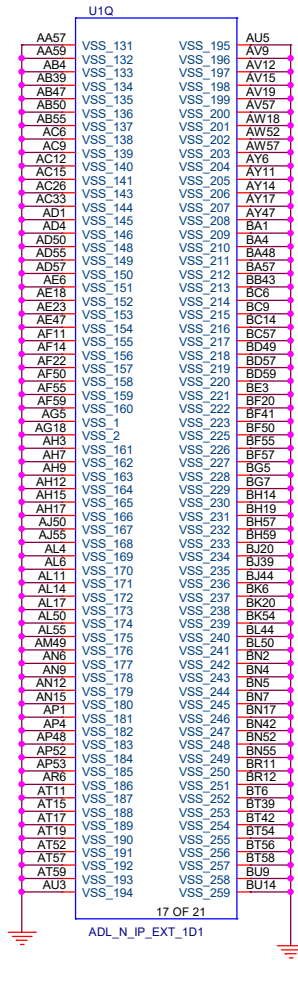 U1Q
AA57 VSS_131 VSS_195 AU5
AA59 VSS_132 VSS_196 AV9
AB4 VSS_133 VSS_197 AV12
AB39 VSS_134 VSS_198 AV15
AB47 VSS_135 VSS_199 AV19
AB50 VSS_136 VSS_200 AV57
AB55 VSS_137 VSS_201 AW18
AC6 VSS_138 VSS_202 AW52
AC9 VSS_139 VSS_203 AW57
AC12 VSS_140 VSS_204 AY6
AC15 VSS_141 VSS_205 AY11
AC26 VSS_143 VSS_206 AY14
AC33 VSS_144 VSS_207 AY17
AD1 VSS_145 VSS_208 AY47
AD4 VSS_146 VSS_209 BA1
AD50 VSS_148 VSS_210 BA4
AD55 VSS_149 VSS_211 BA48
AD57 VSS_150 VSS_212 BA57
AE6 VSS_151 VSS_213 BB43
AE18 VSS_152 VSS_214 BC6
AE23 VSS_153 VSS_215 BC9
AE47 VSS_154 VSS_216 BC14
AF11 VSS_155 VSS_217 BC57
AF14 VSS_156 VSS_218 BD49
AF22 VSS_157 VSS_219 BD57
AF50 VSS_158 VSS_220 BD59
AF55 VSS_159 VSS_221 BE3
AF59 VSS_160 VSS_222 BF20
AG5 VSS_1 VSS_223 BF41
AG18 VSS_2 VSS_225 BF50
AH3 VSS_161 VSS_226 BF55
AH7 VSS_162 VSS_227 BF57
AH9 VSS_163 VSS_228 BG5
AH12 VSS_164 VSS_229 BG7
AH15 VSS_165 VSS_230 BH14
AH17 VSS_166 VSS_231 BH19
AJ50 VSS_167 VSS_232 BH57
AJ55 VSS_168 VSS_233 BH59
AL4 VSS_169 VSS_234 BJ20
AL6 VSS_170 VSS_235 BJ39
AL11 VSS_171 VSS_236 BJ44
AL14 VSS_172 VSS_237 BK6
AL17 VSS_173 VSS_238 BK20
AL50 VSS_174 VSS_239 BK54
AL55 VSS_175 VSS_240 BL44
AM49 VSS_176 VSS_241 BL50
AN6 VSS_177 VSS_242 BN2
AN9 VSS_178 VSS_243 BN4
AN12 VSS_179 VSS_244 BN5
AN15 VSS_180 VSS_245 BN7
AP1 VSS_181 VSS_246 BN17
AP4 VSS_182 VSS_247 BN42
AP48 VSS_183 VSS_248 BN52
AP52 VSS_184 VSS_249 BN55
AP53 VSS_185 VSS_250 BR11
AR6 VSS_186 VSS_251 BR12
AT11 VSS_187 VSS_252 BT6
AT15 VSS_188 VSS_253 BT39
AT17 VSS_189 VSS_254 BT42
AT19 VSS_190 VSS_255 BT54
AT52 VSS_191 VSS_256 BT56
AT57 VSS_192 VSS_257 BT58
AT59 VSS_193 VSS_258 BU9
AU3 VSS_194 VSS_259 BU14
17 OF 21
ADL_N_IP_EXT_1D1